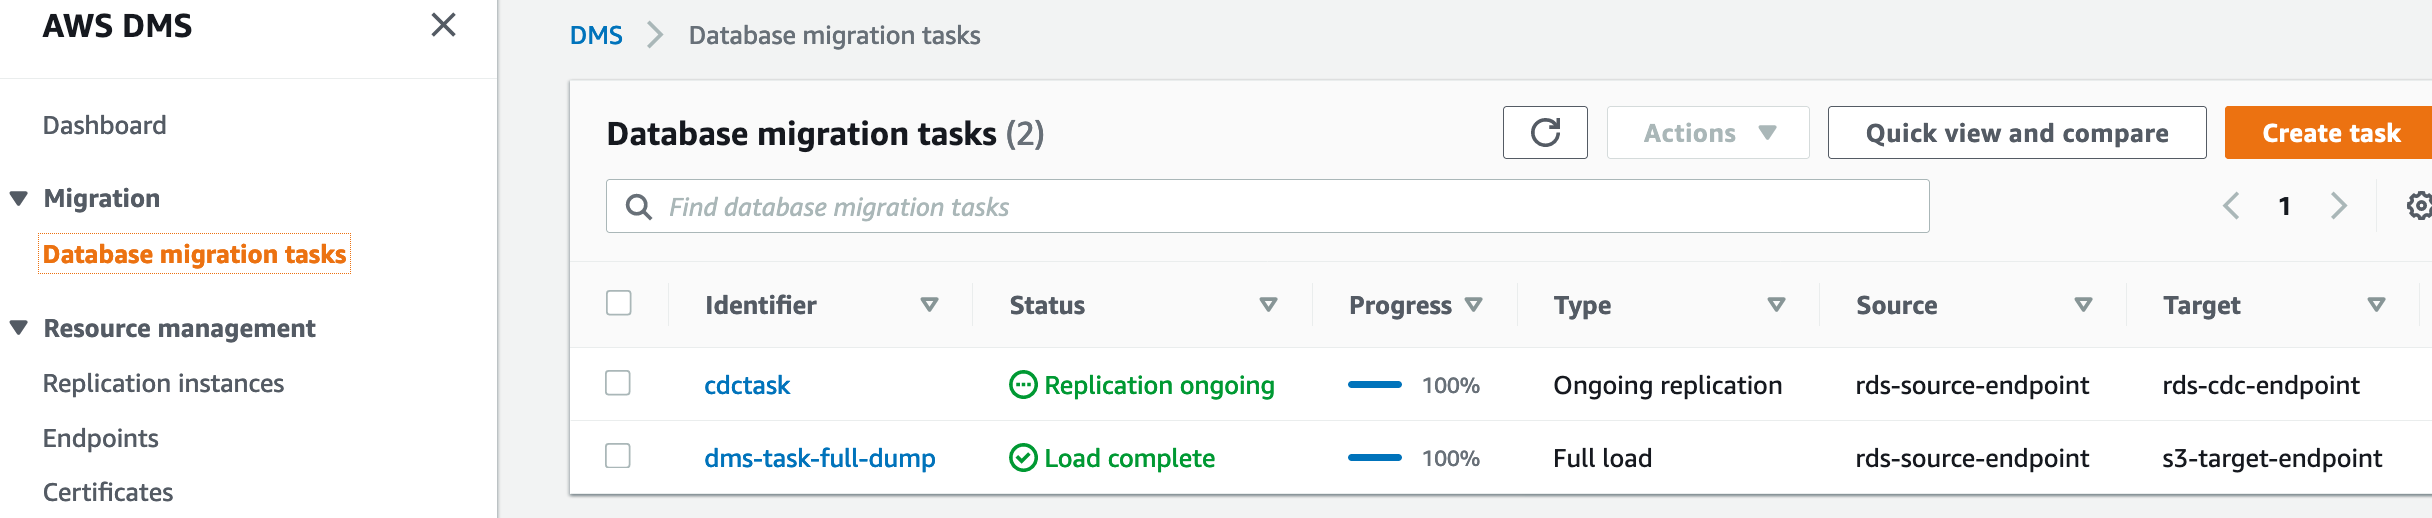 AWS DMS
Dashboard
Migration
Database migration tasks
Resource management
Replication instances
Endpoints
Certificates
DMS Database migration tasks
Database migration tasks (2)
Actions Quick view and compare Create task
Find database migration tasks
1
Identifier Status Progress Type Source Target
cdctask Replication ongoing 100% Ongoing replication rds-source-endpoint rds-cdc-endpoint
dms-task-full-dump Load complete 100% Full load rds-source-endpoint s3-target-endpoint